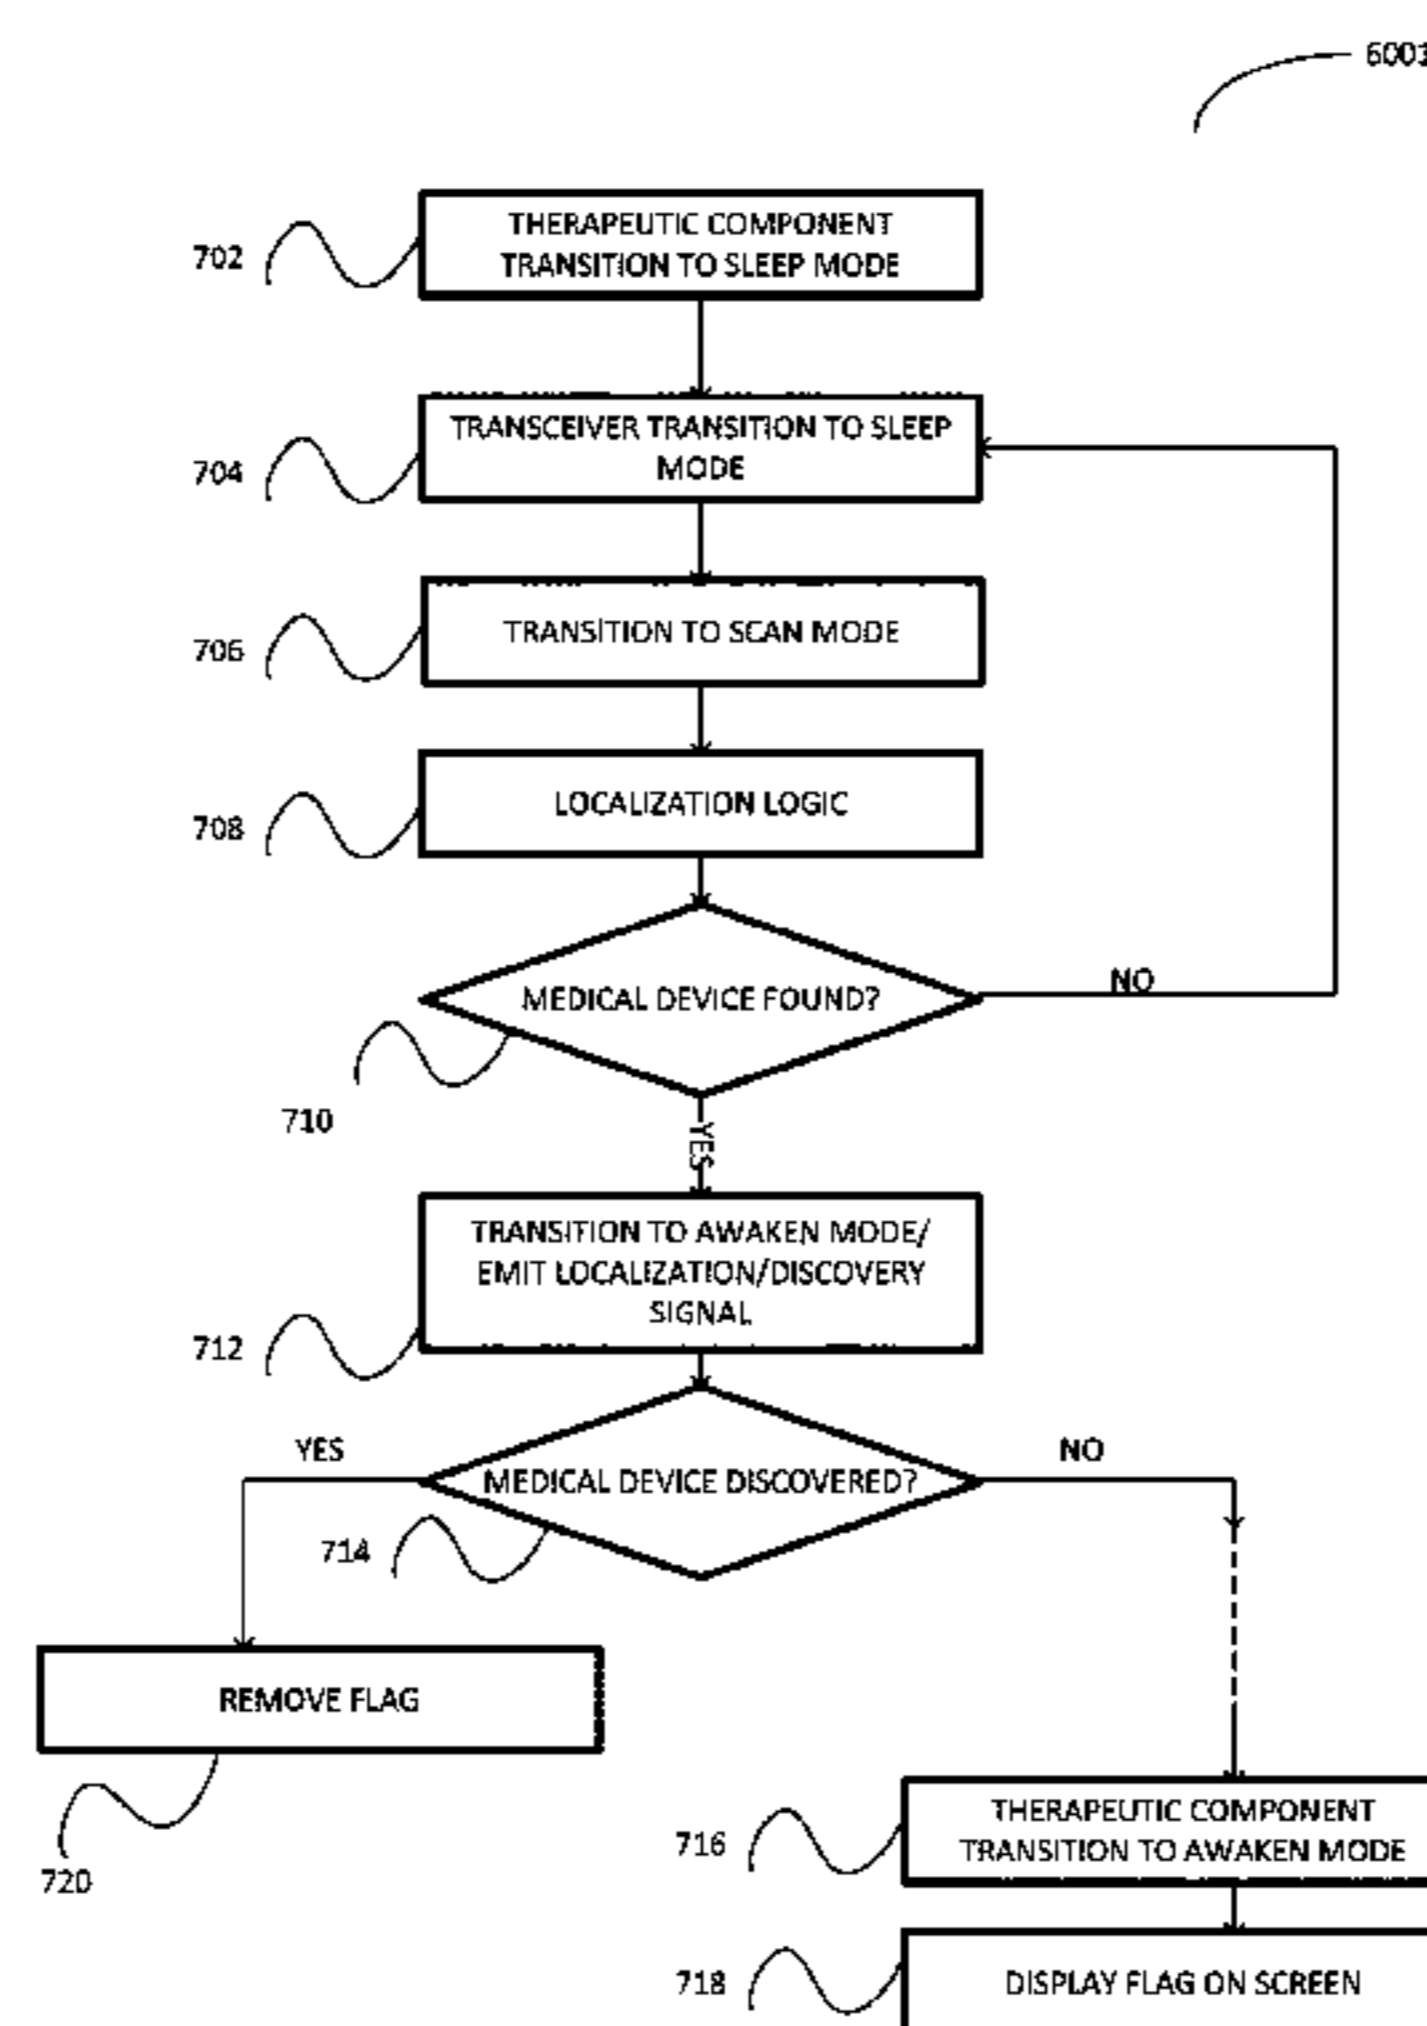 6001
THERAPEUTIC COMPONENT
TRANSITION TO SLEEP MODE
702
TRANSCEIVER TRANSITION TO SLEEP
MODE
704
TRANSITION TO SCAN MODE
706
LOCALIZATION LOGIC
708
MEDICAL DEVICE FOUND?
NO
710
YES
TRANSITION TO AWAKEN MODE/
EMIT LOCALIZATION/DISCOVERY
SIGNAL
712
YES
NO
MEDICAL DEVICE DISCOVERED?
714
REMOVE FLAG
720
THERAPEUTIC COMPONENT
TRANSITION TO AWAKEN MODE
716
DISPLAY FLAG ON SCREEN
718